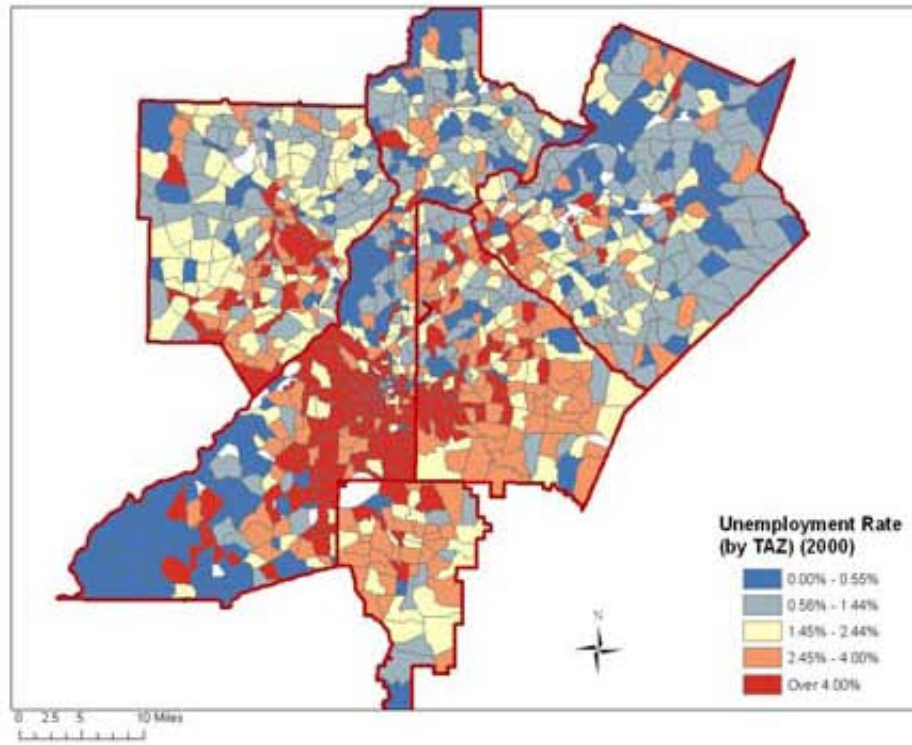 Unemployment Rate
(by TAZ) (2000)
0.00% - 0.55%
0.56% - 1.44%
1.45% - 2.44%
2.45% - 4.00%
Over 4.00%
N
0 2.5 5 10 Miles